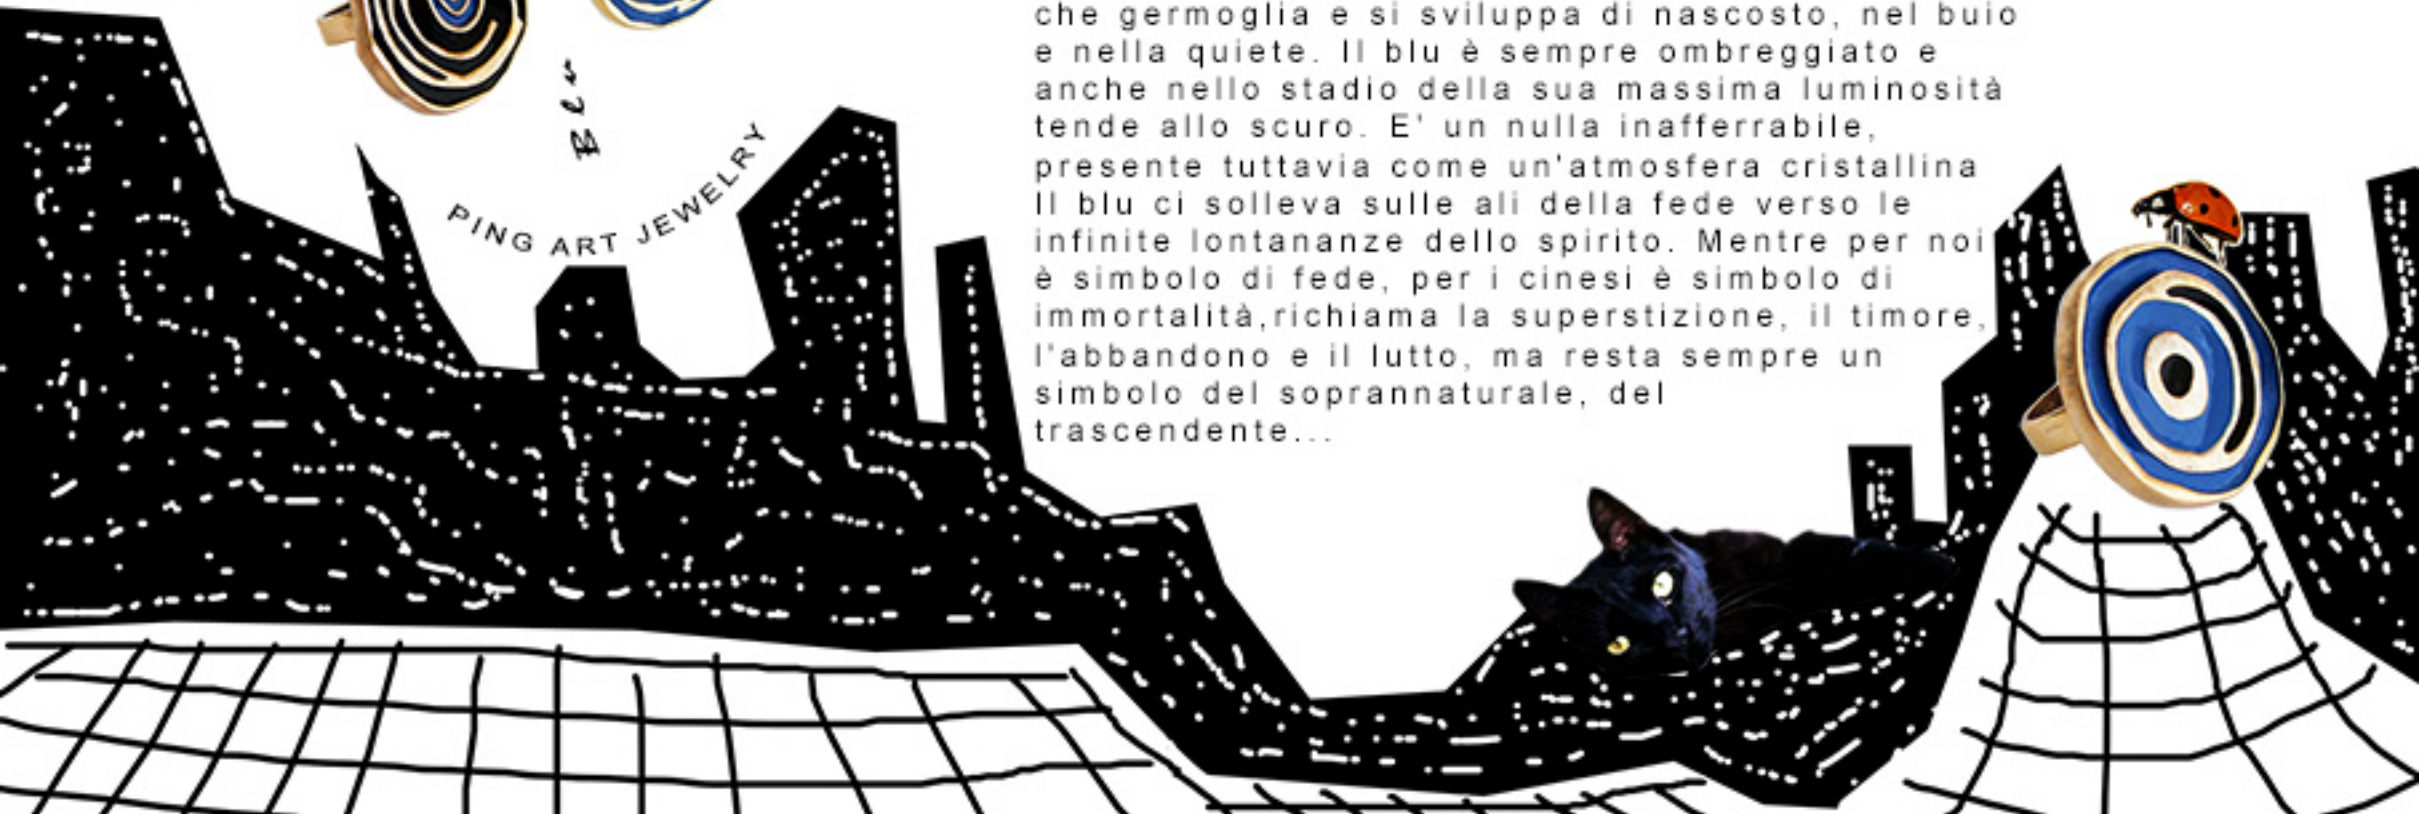 Blu
PING ART JEWELRY
che germoglia e si sviluppa di nascosto, nel buio
e nella quiete. Il blu è sempre ombreggiato e
anche nello stadio della sua massima luminosità
tende allo scuro. E' un nulla inafferrabile,
presente tuttavia come un'atmosfera cristallina
Il blu ci solleva sulle ali della fede verso le
infinite lontananze dello spirito. Mentre per noi
è simbolo di fede, per i cinesi è simbolo di
immortalità,richiama la superstizione, il timore,
l'abbandono e il lutto, ma resta sempre un
simbolo del soprannaturale, del
trascendente...